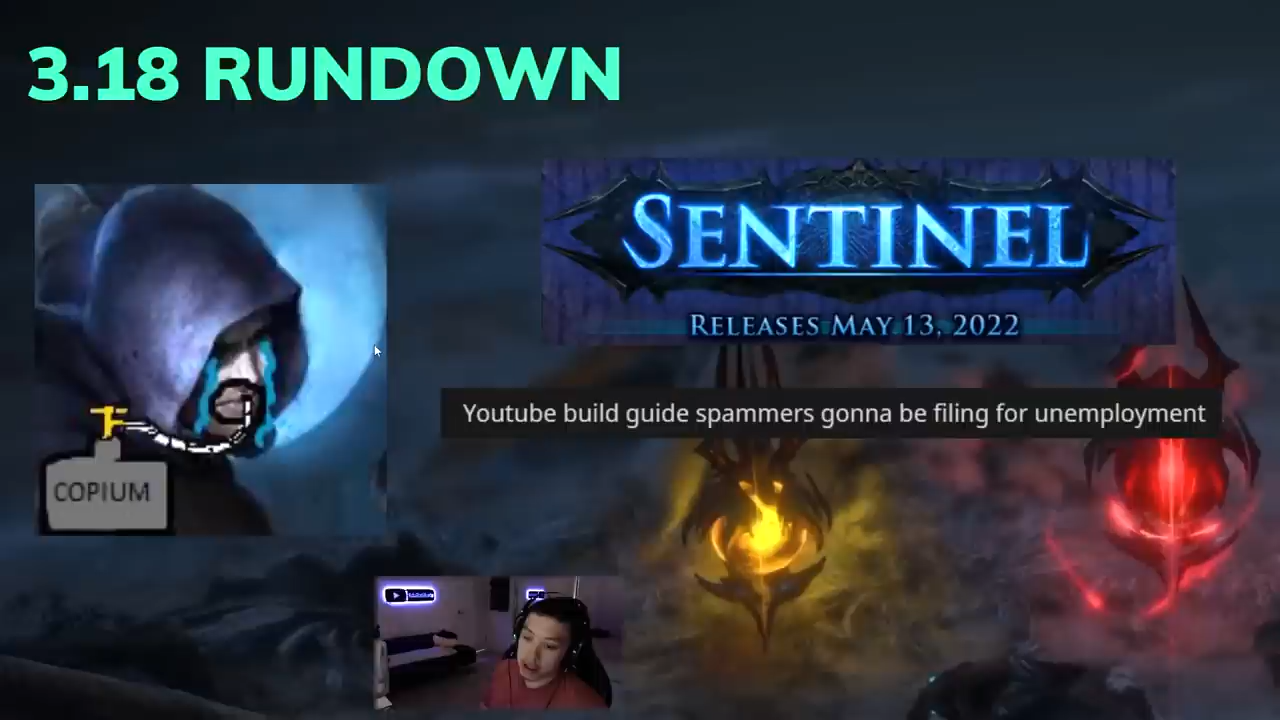 3.18 RUNDOWN
SENTINEL
RELEASES MAY 13, 2022
Youtube build guide spammers gonna be filing for unemployment
COPIUM